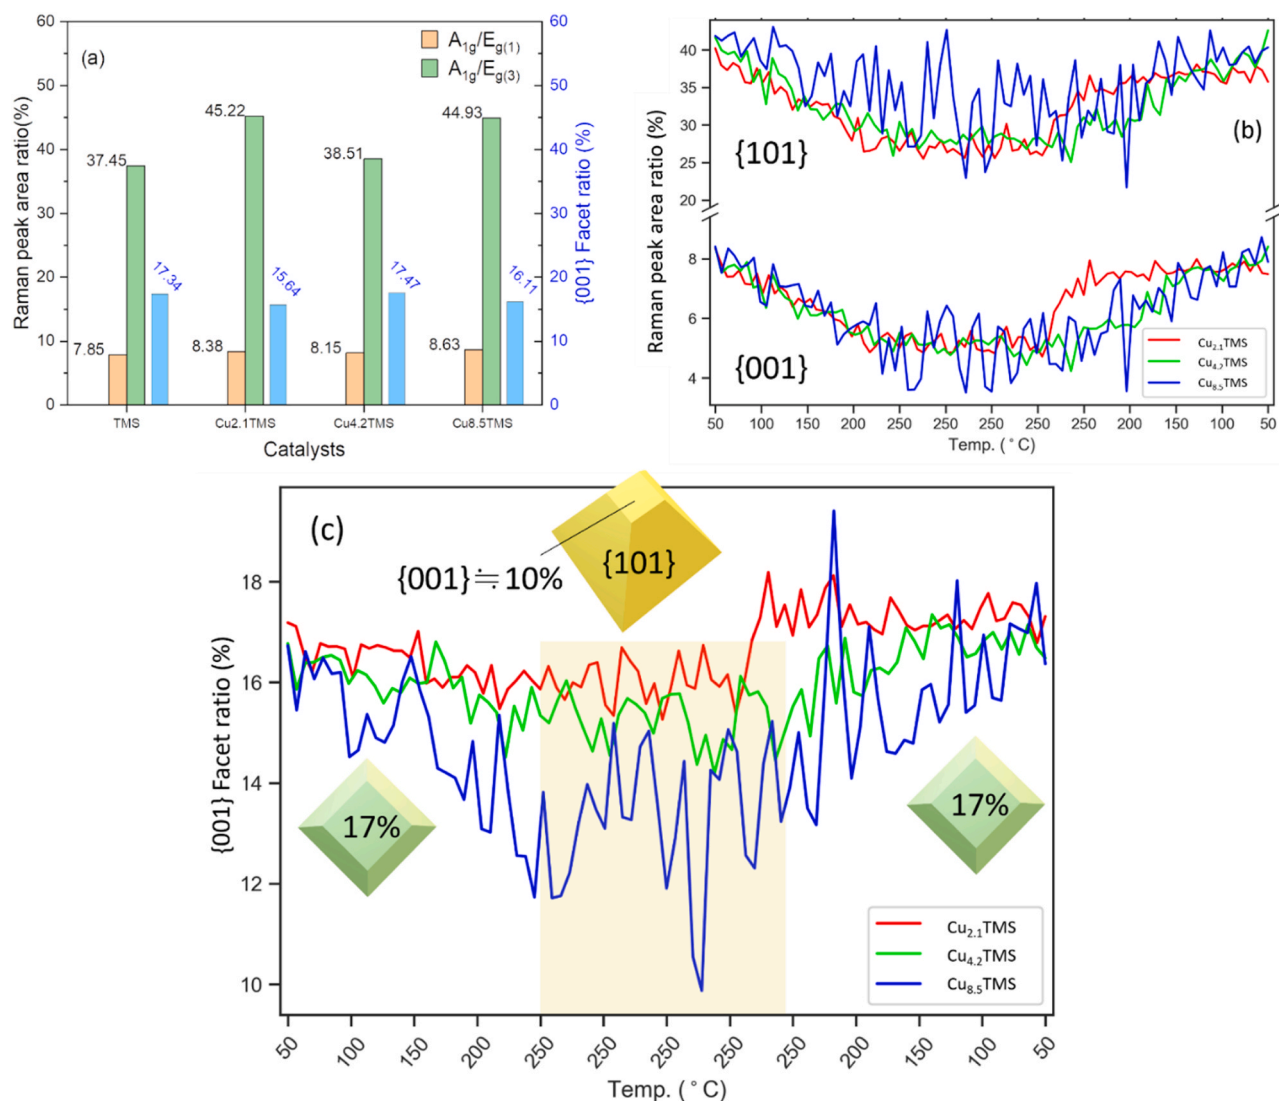 (a)
A1g/Eg(1)
A1g/Eg(3)
Raman peak area ratio(%)
60
50
40
30
20
10
0
37.45
45.22
38.51
44.93
17.34
15.64
17.47
16.11
7.85
8.38
8.15
8.63
60
50
40
30
20
10
0
{001} Facet ratio (%)
TMS Cu2.1TMS Cu4.2TMS Cu8.5TMS
Catalysts
(b)
Raman peak area ratio (%)
40
35
30
25
20
8
6
4
{101}
{001}
Cu2.1TMS
Cu4.2TMS
Cu8.5TMS
50 100 150 200 250 250 250 250 250 200 150 100 50
Temp. (°C)
(c)
{001}≒10%
{101}
{001} Facet ratio (%)
18
16
14
12
10
17%
17%
Cu2.1TMS
Cu4.2TMS
Cu8.5TMS
50 100 150 200 250 250 250 250 250 200 150 100 50
Temp. (°C)